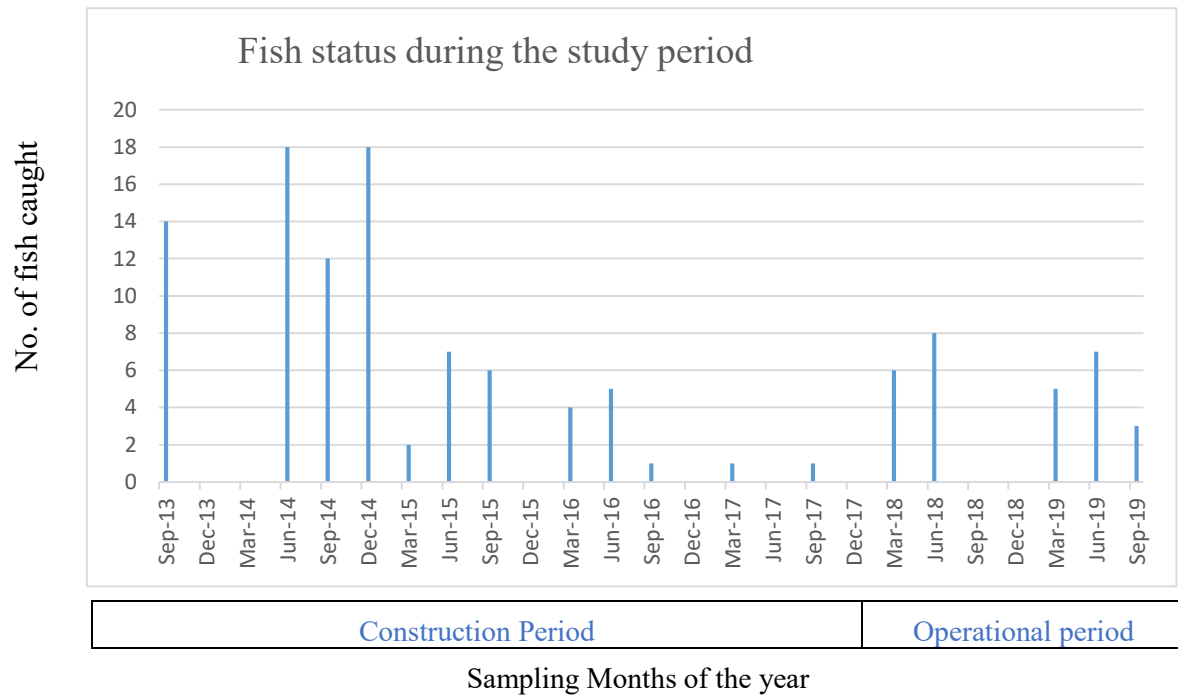 Fish status during the study period
No. of fish caught
20
18
16
14
12
10
8
6
4
2
0
Sep-13
Dec-13
Mar-14
Jun-14
Sep-14
Dec-14
Mar-15
Jun-15
Sep-15
Dec-15
Mar-16
Jun-16
Sep-16
Dec-16
Mar-17
Jun-17
Sep-17
Dec-17
Mar-18
Jun-18
Sep-18
Dec-18
Mar-19
Jun-19
Sep-19
Construction Period
Operational period
Sampling Months of the year